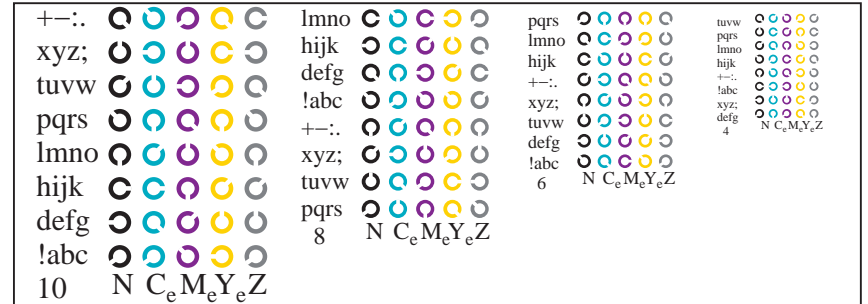 +−:.
xyz;
tuvw
pqrs
lmno
hijk
defg
!abc
10 N CeMeYeZ
lmno
hijk
defg
!abc
+−:.
xyz;
tuvw
pqrs
8 N CeMeYeZ
pqrs
lmno
hijk
+−:.
xyz;
tuvw
defg
!abc
6 N CeMeYeZ
tuvw
pqrs
lmno
hijk
+−:.
!abc
xyz;
defg
4 N CeMeYeZ